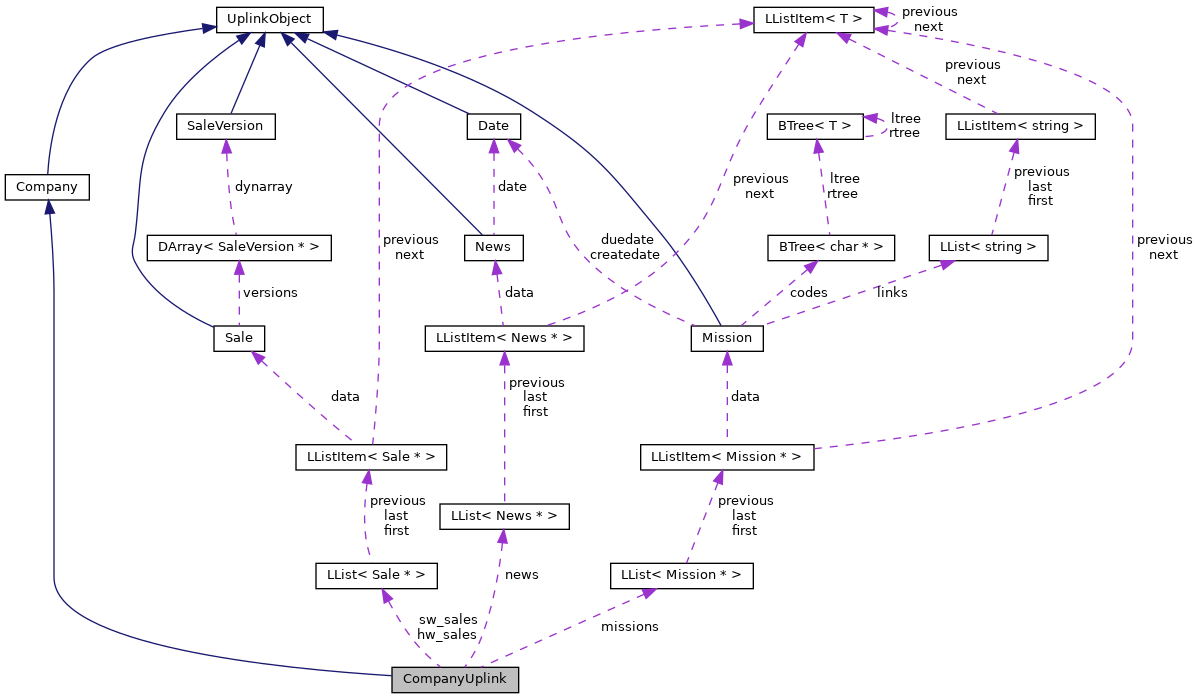 UplinkObject
LListItem< T >
previous
next
previous
next
SaleVersion
Date
BTree< T >
ltree
rtree
LListItem< string >
Company
dynarray
date
previous
next
ltree
rtree
previous
last
first
DArray< SaleVersion * >
previous
next
News
duedate
createdate
BTree< char * >
LList< string >
previous
next
versions
data
codes
links
Sale
LListItem< News * >
Mission
data
previous
last
first
data
LListItem< Sale * >
LListItem< Mission * >
previous
last
first
LList< News * >
previous
last
first
LList< Sale * >
news
LList< Mission * >
sw_sales
hw_sales
missions
CompanyUplink